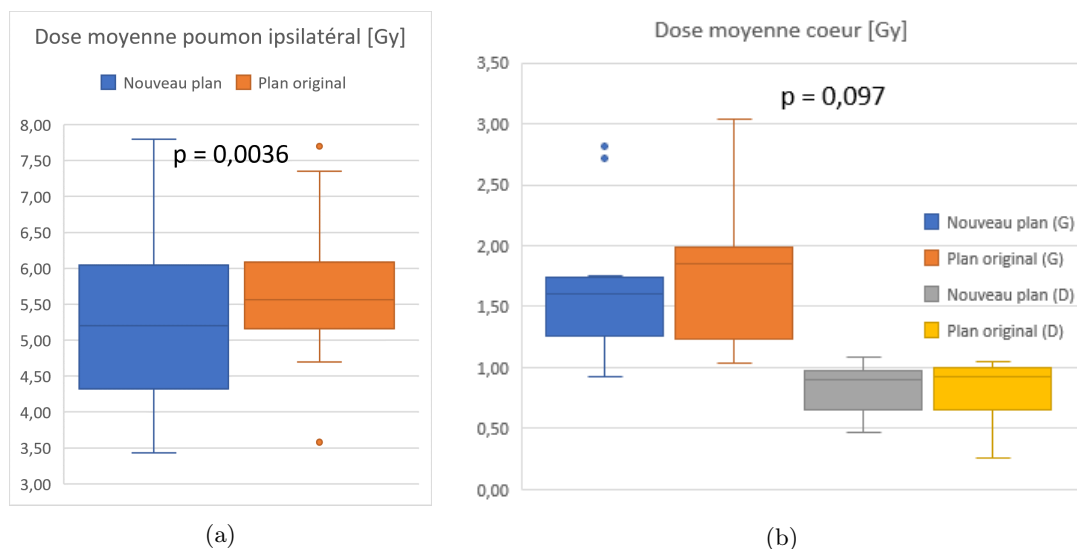 Dose moyenne poumon ipsilatéral [Gy]
Nouveau plan Plan original
8,00
7,50
7,00
6,50
6,00
5,50
5,00
4,50
4,00
3,50
3,00
p = 0,0036
(a)
Dose moyenne coeur [Gy]
3,50
3,00
2,50
2,00
1,50
1,00
0,50
0,00
p = 0,097
Nouveau plan (G)
Plan original (G)
Nouveau plan (D)
Plan original (D)
(b)